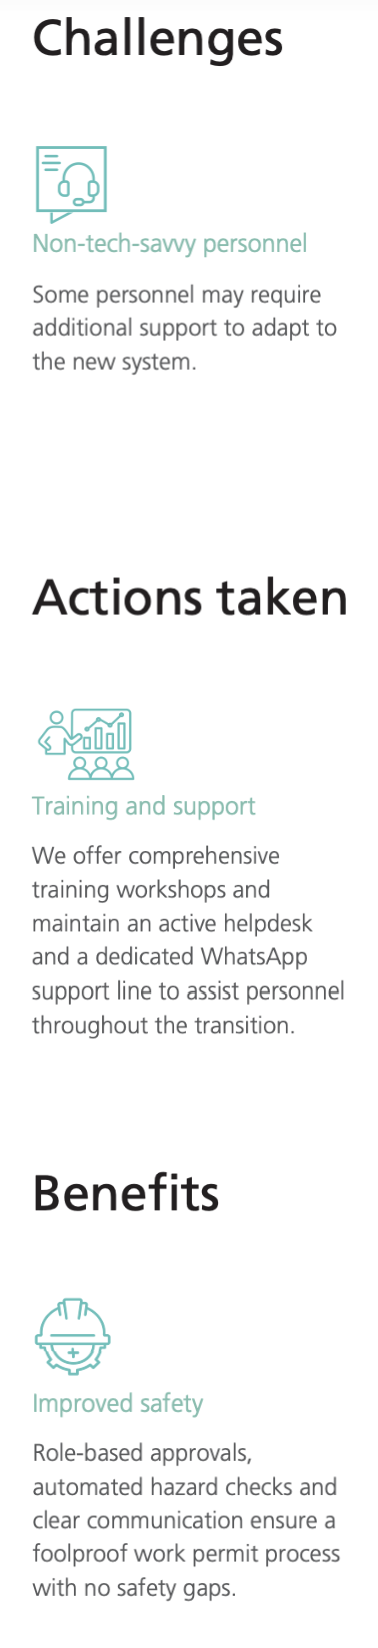 Challenges
Non-tech-savvy personnel
Some personnel may require
additional support to adapt to
the new system.
Actions taken
Training and support
We offer comprehensive
training workshops and
maintain an active helpdesk
and a dedicated WhatsApp
support line to assist personnel
throughout the transition.
Benefits
Improved safety
Role-based approvals,
automated hazard checks and
clear communication ensure a
foolproof work permit process
with no safety gaps.